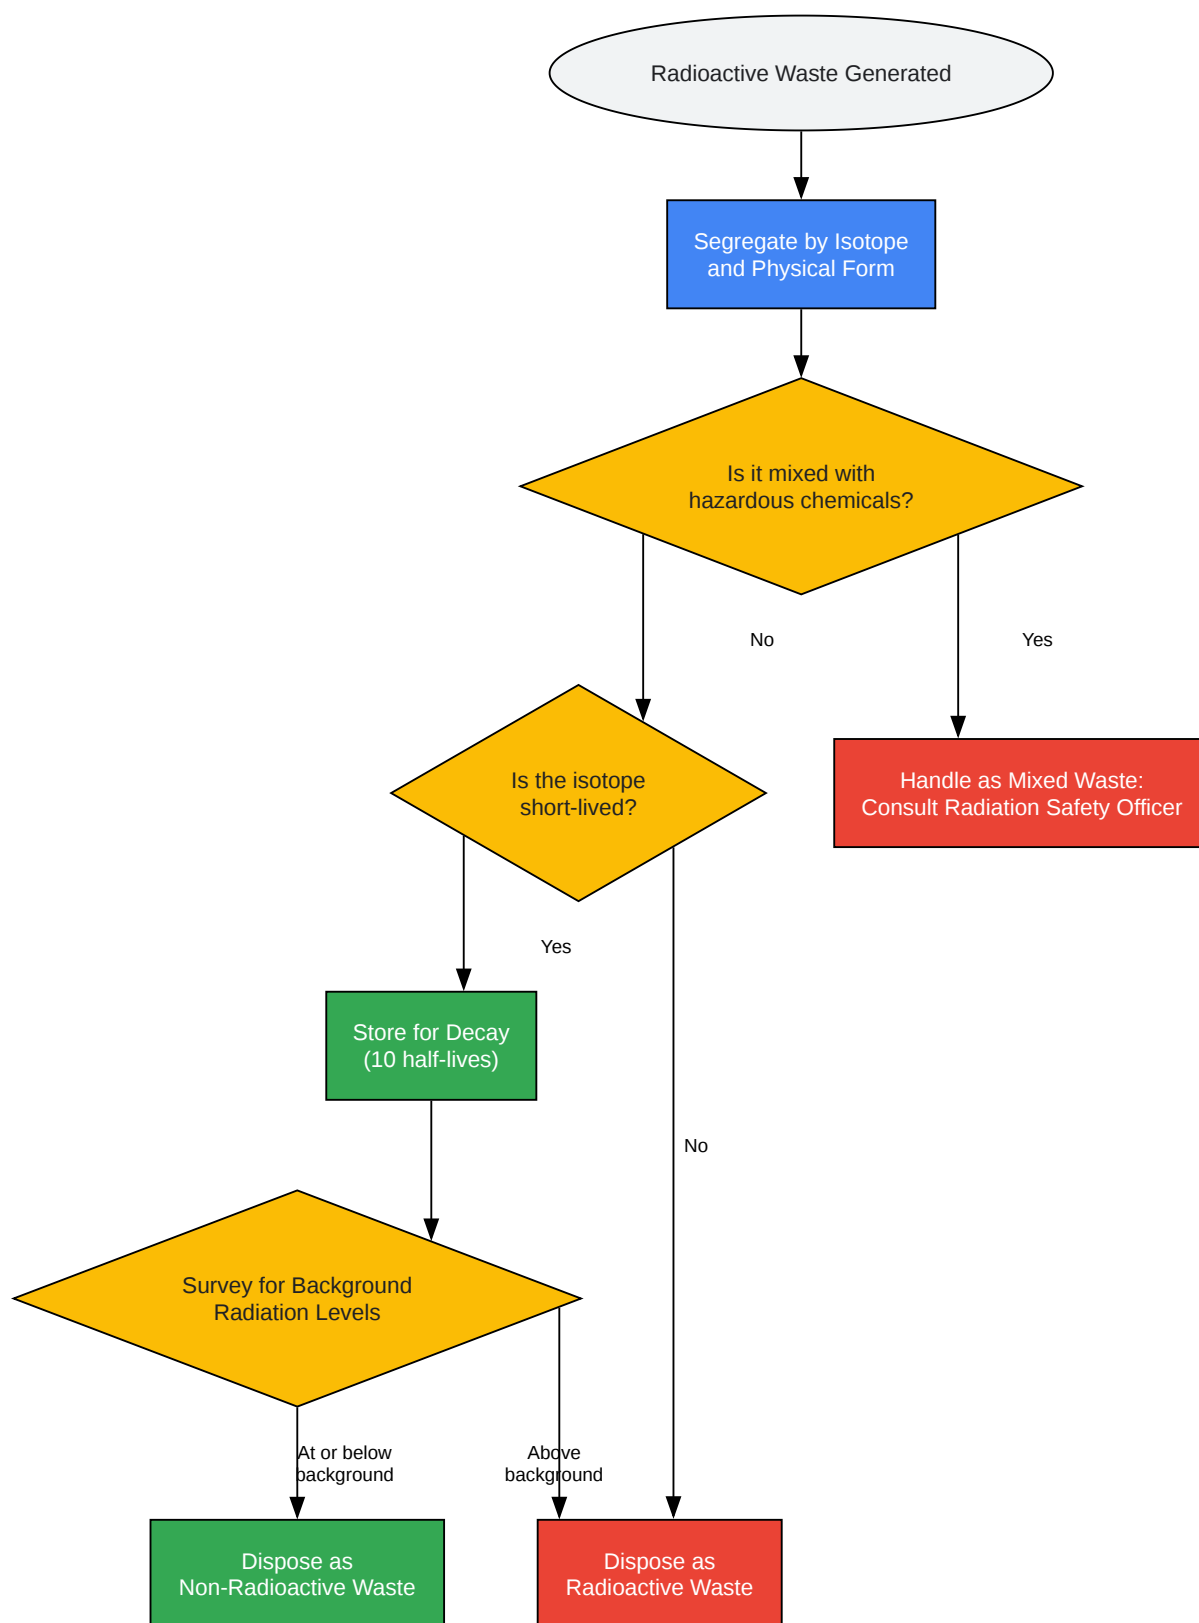 Radioactive Waste Generated
Segregate by Isotope
and Physical Form
Is it mixed with
hazardous chemicals?
No
Yes
Is the isotope
short-lived?
Handle as Mixed Waste:
Consult Radiation Safety Officer
Yes
Store for Decay
(10 half-lives)
No
Survey for Background
Radiation Levels
At or below
background
Above
background
Dispose as
Non-Radioactive Waste
Dispose as
Radioactive Waste